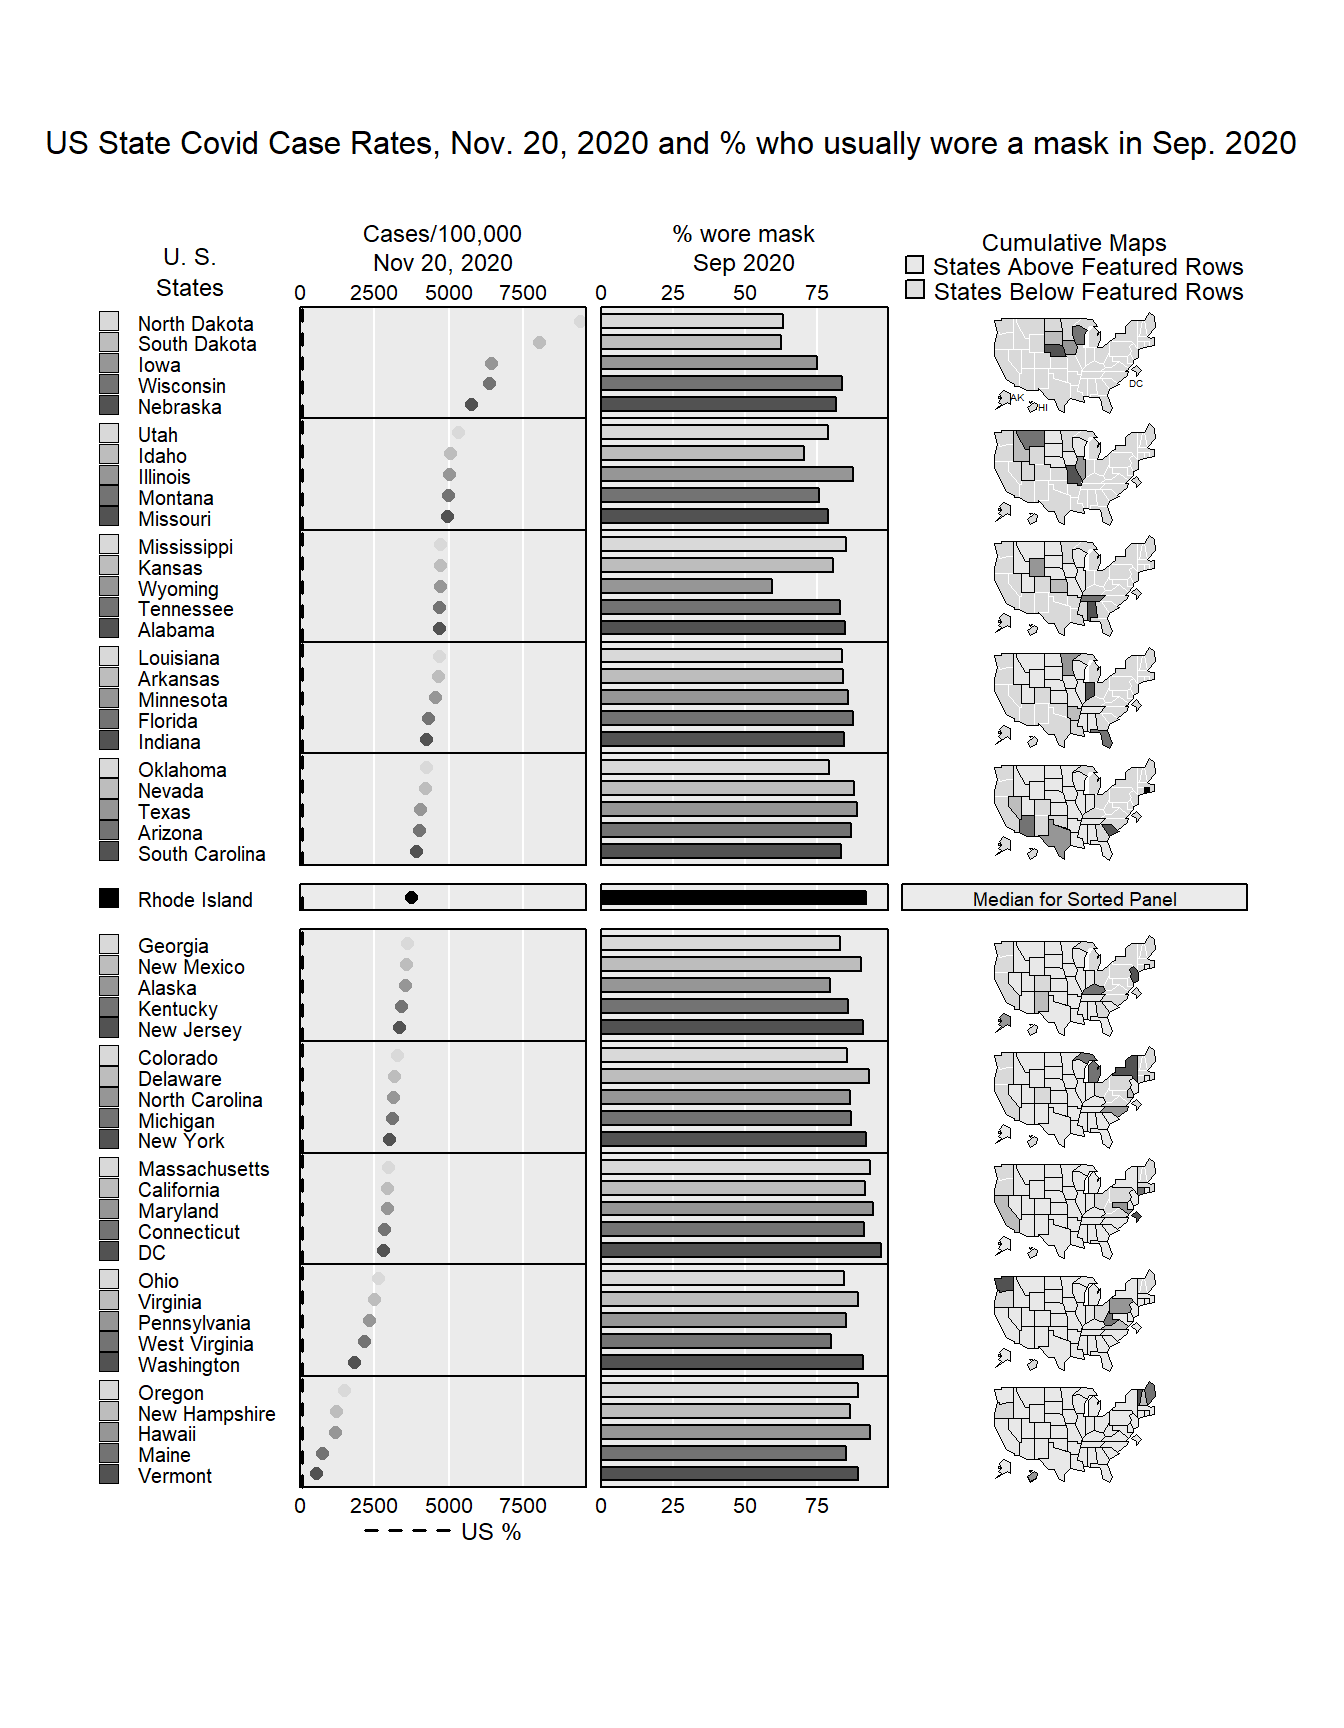 US State Covid Case Rates, Nov. 20, 2020 and % who usually wore a mask in Sep. 2020
U. S.
States
Cases/100,000
Nov 20, 2020
0 2500 5000 7500
% wore mask
Sep 2020
0 25 50 75
Cumulative Maps
States Above Featured Rows
States Below Featured Rows
North Dakota
South Dakota
Iowa
Wisconsin
Nebraska
DC
AK
HI
Utah
Idaho
Illinois
Montana
Missouri
Mississippi
Kansas
Wyoming
Tennessee
Alabama
Louisiana
Arkansas
Minnesota
Florida
Indiana
Oklahoma
Nevada
Texas
Arizona
South Carolina
Rhode Island
Median for Sorted Panel
Georgia
New Mexico
Alaska
Kentucky
New Jersey
Colorado
Delaware
North Carolina
Michigan
New York
Massachusetts
California
Maryland
Connecticut
DC
Ohio
Virginia
Pennsylvania
West Virginia
Washington
Oregon
New Hampshire
Hawaii
Maine
Vermont
0 2500 5000 7500
0 25 50 75
US %